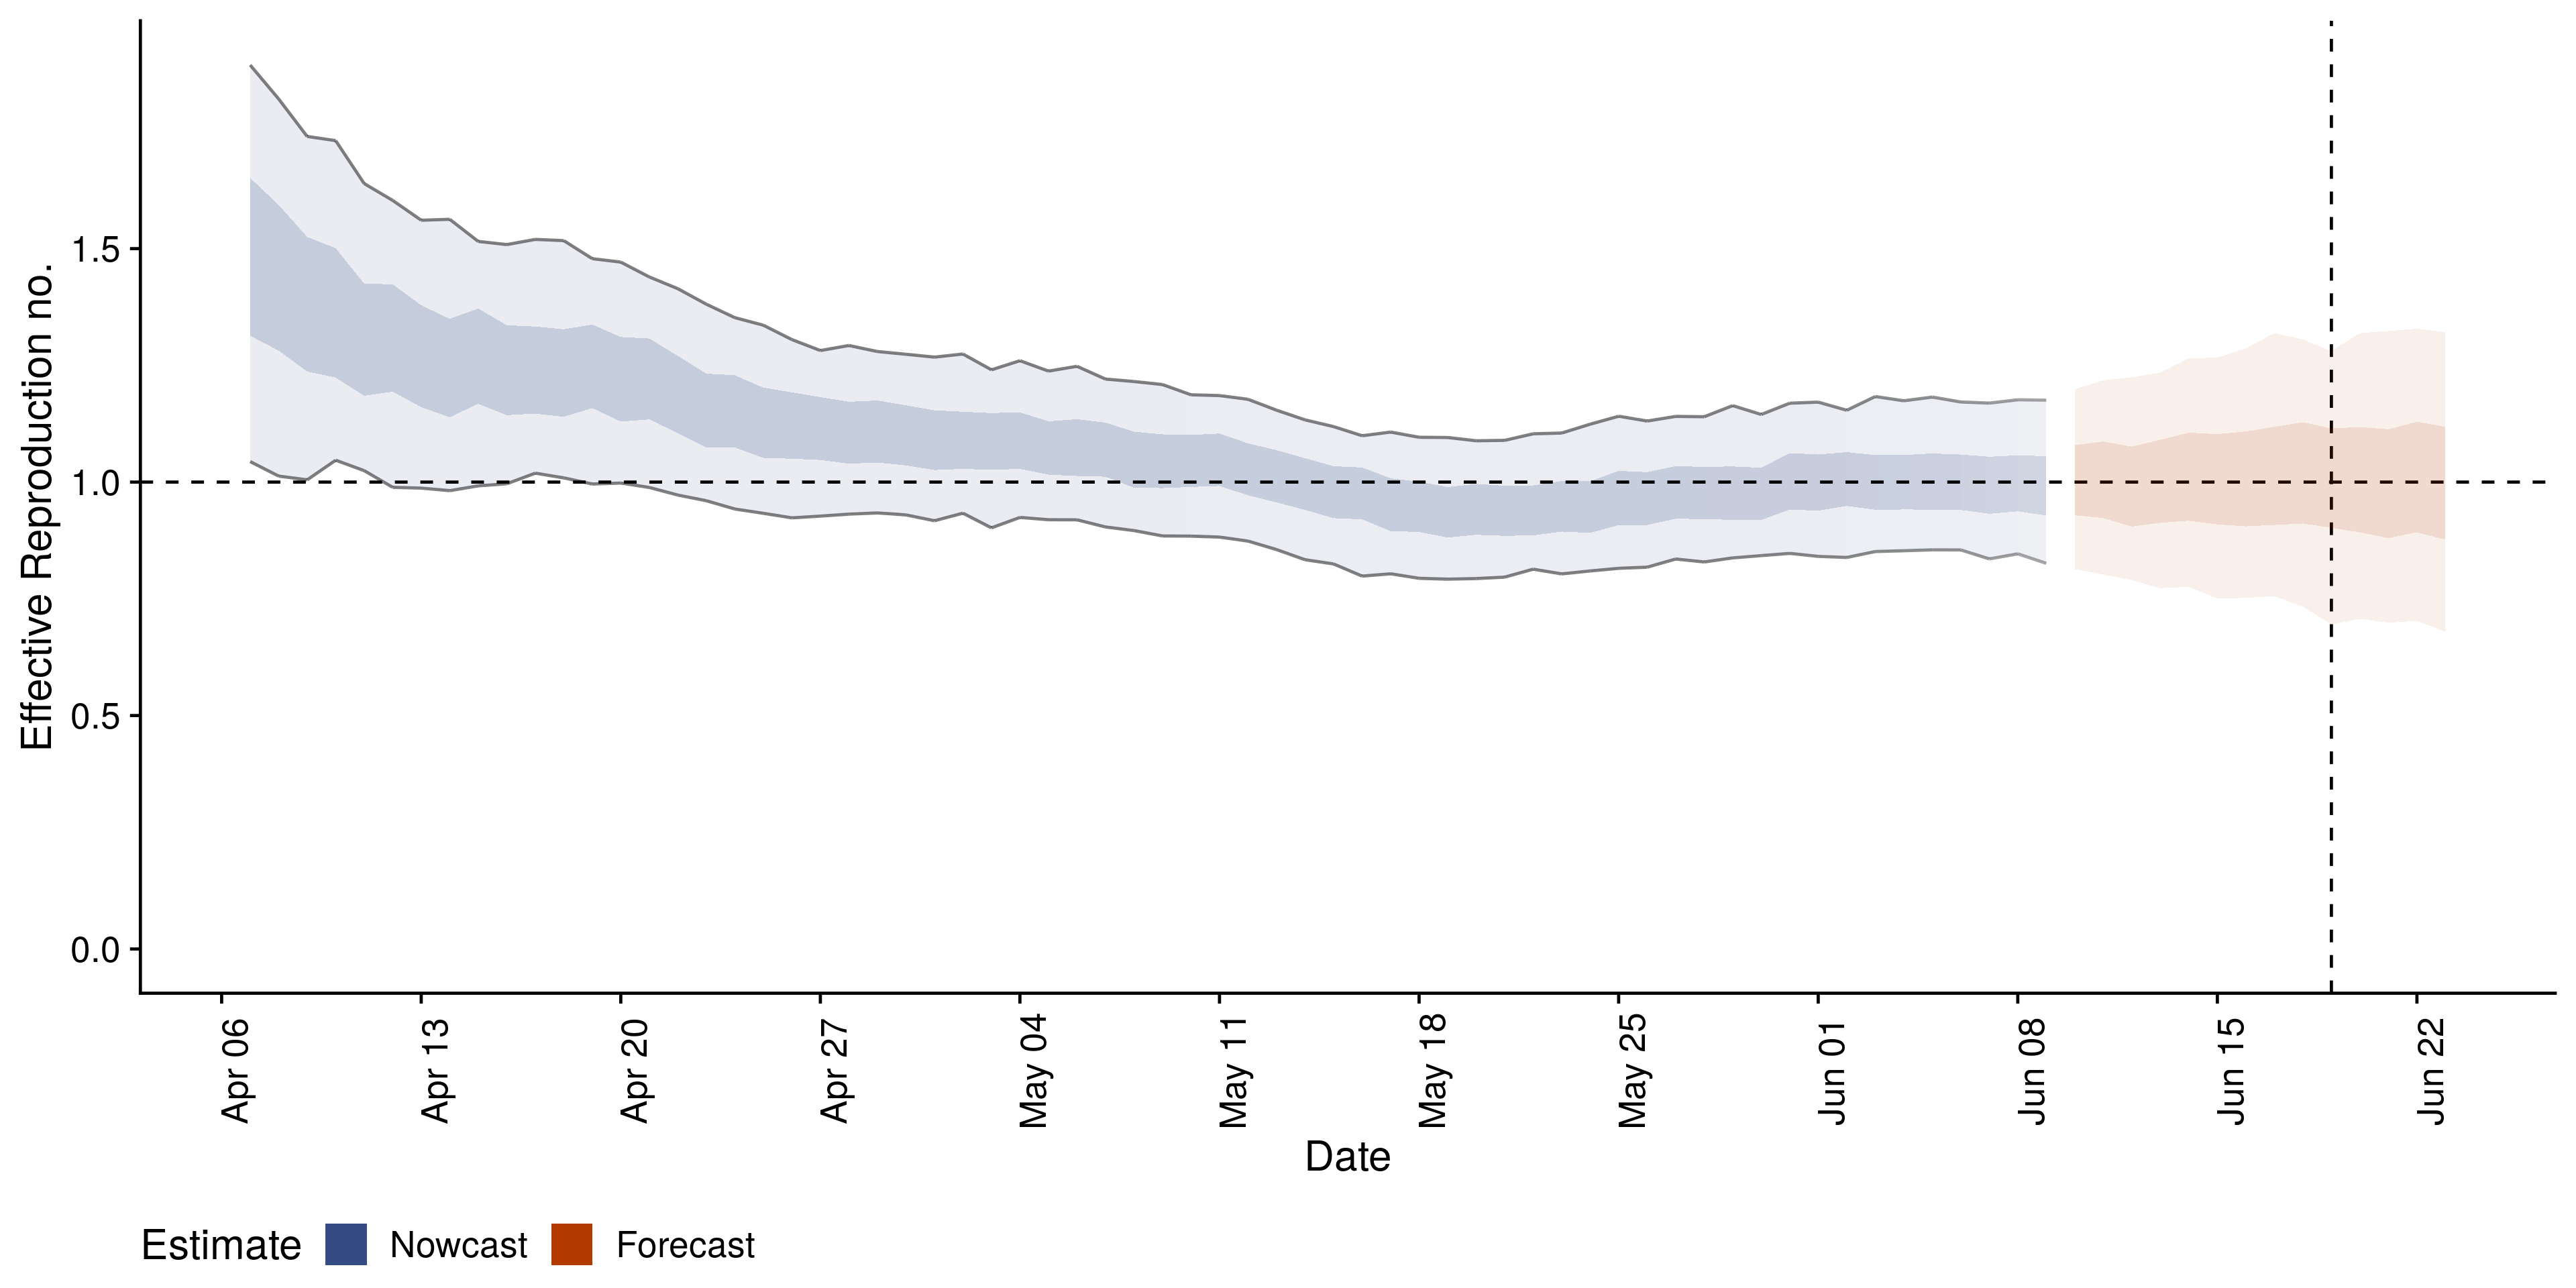 Effective Reproduction no.
1.5
1.0
0.5
0.0
Apr 06
Apr 13
Apr 20
Apr 27
May 04
May 11
May 18
May 25
Jun 01
Jun 08
Jun 15
Jun 22
Date
Estimate Nowcast Forecast